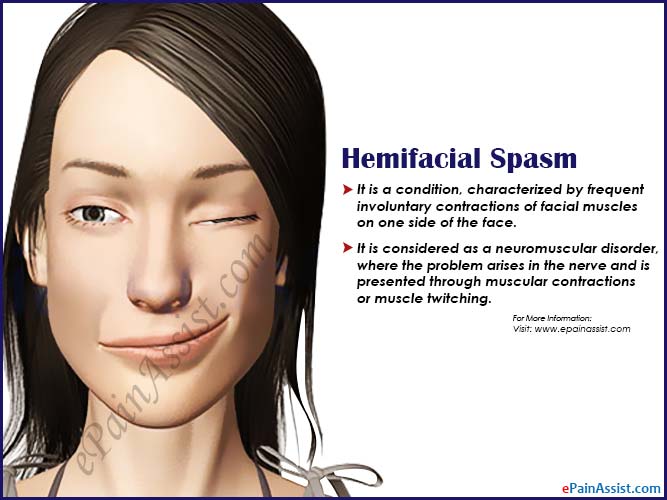 Hemifacial Spasm
➤ It is a condition, characterized by frequent
involuntary contractions of facial muscles
on one side of the face.
➤ It is considered as a neuromuscular disorder,
where the problem arises in the nerve and is
presented through muscular contractions
or muscle twitching.
For More Information:
Visit: www.epainassist.com
ePainAssist.com
ePainAssist.com